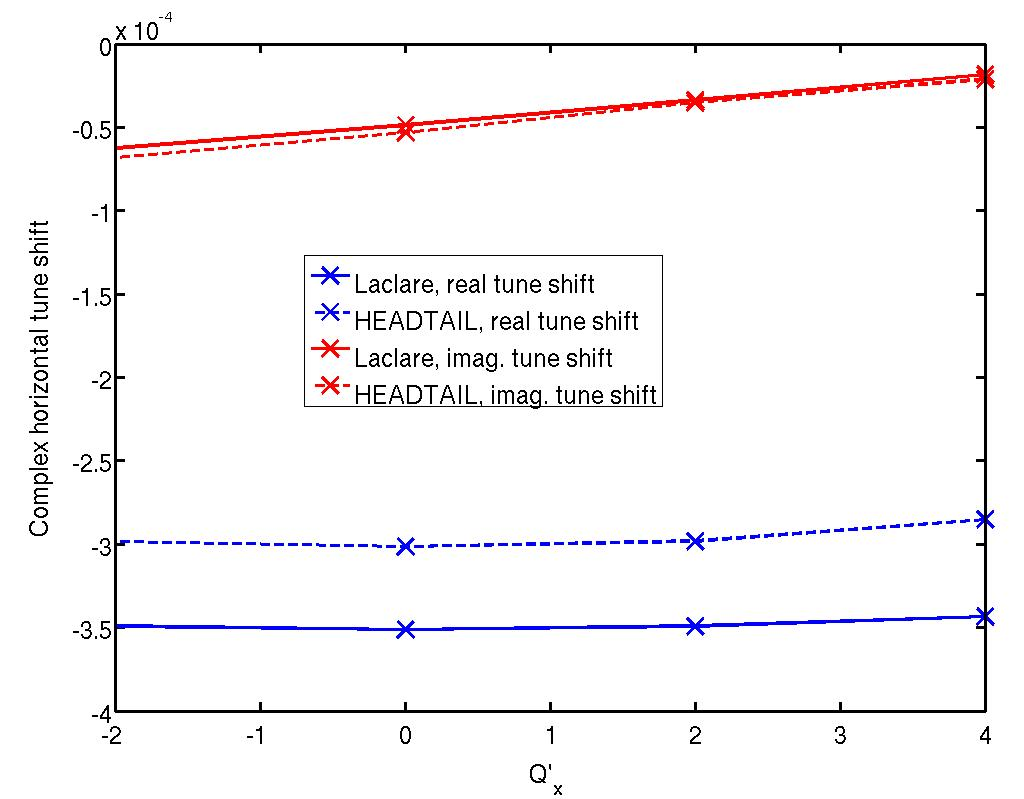 x 10-4
0
-0.5
-1
-1.5
-2
-2.5
-3
-3.5
-4
Complex horizontal tune shift
Laclare, real tune shift
HEADTAIL, real tune shift
Laclare, imag. tune shift
HEADTAIL, imag. tune shift
-2 -1 0 1 2 3 4
Q'x